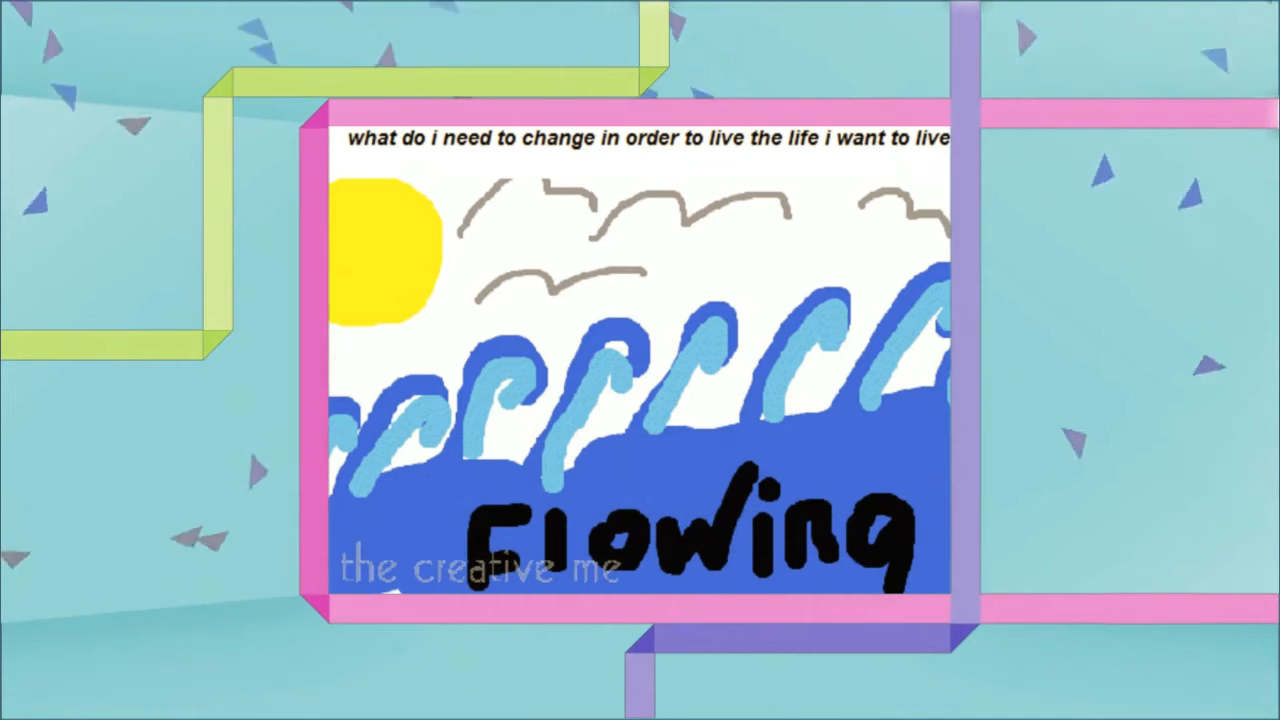 what do i need to change in order to live the life i want to live
Flowing
the creative me